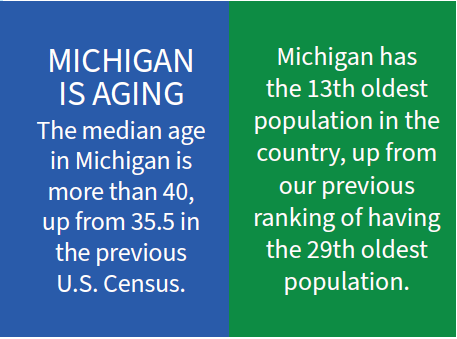 MICHIGAN
IS AGING
The median age
in Michigan is
more than 40,
up from 35.5 in
the previous
U.S. Census.
Michigan has
the 13th oldest
population in the
country, up from
our previous
ranking of having
the 29th oldest
population.